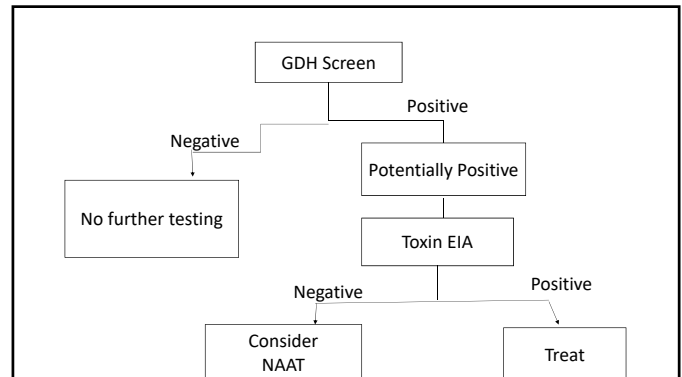 GDH Screen
Positive
Negative
Potentially Positive
No further testing
Toxin EIA
Negative
Positive
Consider
NAAT
Treat